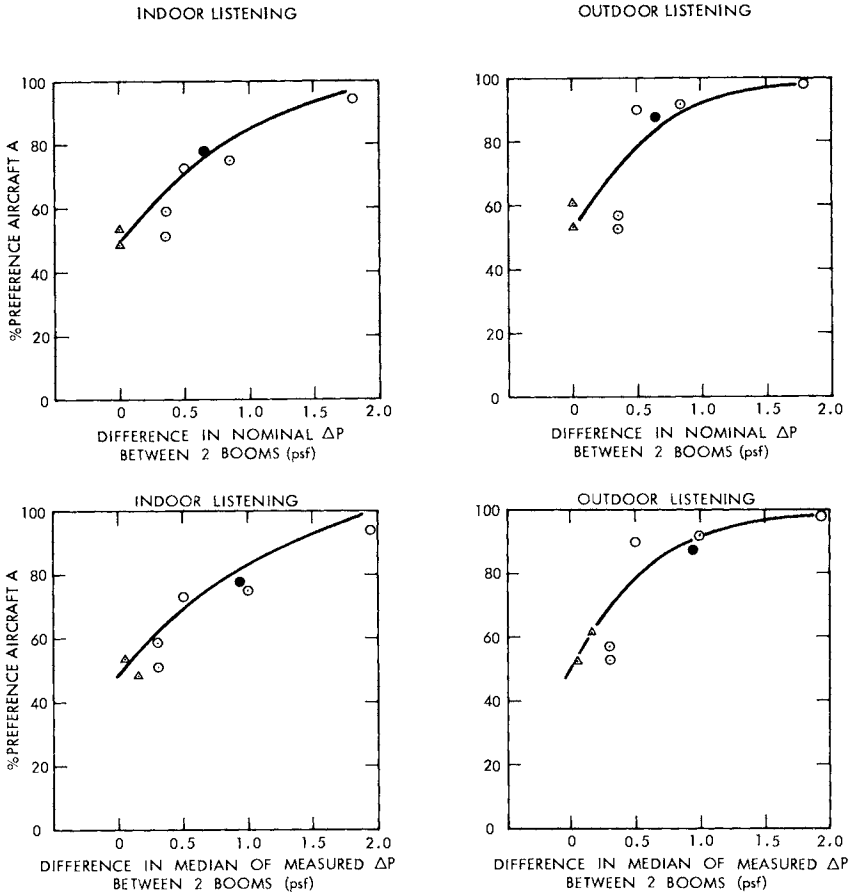 INDOOR LISTENING
OUTDOOR LISTENING
100
80
60
40
20
0
%PREFERENCE AIRCRAFT A
0 0.5 1.0 1.5 2.0
DIFFERENCE IN NOMINAL ΔP
BETWEEN 2 BOOMS (psf)
100
80
60
40
20
0
0 0.5 1.0 1.5 2.0
DIFFERENCE IN NOMINAL ΔP
BETWEEN 2 BOOMS (psf)
INDOOR LISTENING
100
80
60
40
20
0
%PREFERENCE AIRCRAFT A
0 0.5 1.0 1.5 2.0
DIFFERENCE IN MEDIAN OF MEASURED ΔP
BETWEEN 2 BOOMS (psf)
OUTDOOR LISTENING
100
80
60
40
20
0
0 0.5 1.0 1.5 2.0
DIFFERENCE IN MEDIAN OF MEASURED ΔP
BETWEEN 2 BOOMS (psf)